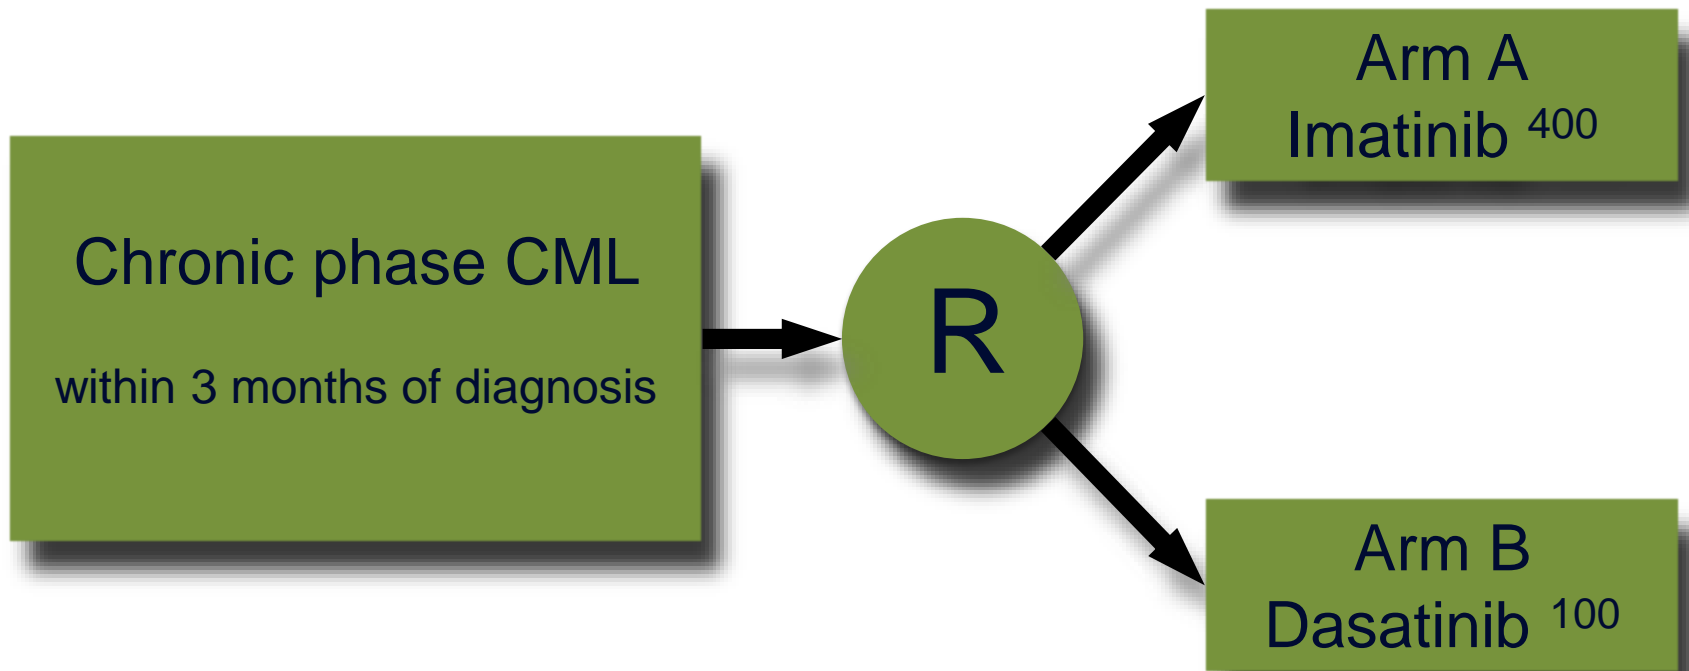 Chronic phase CML
within 3 months of diagnosis
R
Arm A
Imatinib 400
Arm B
Dasatinib 100